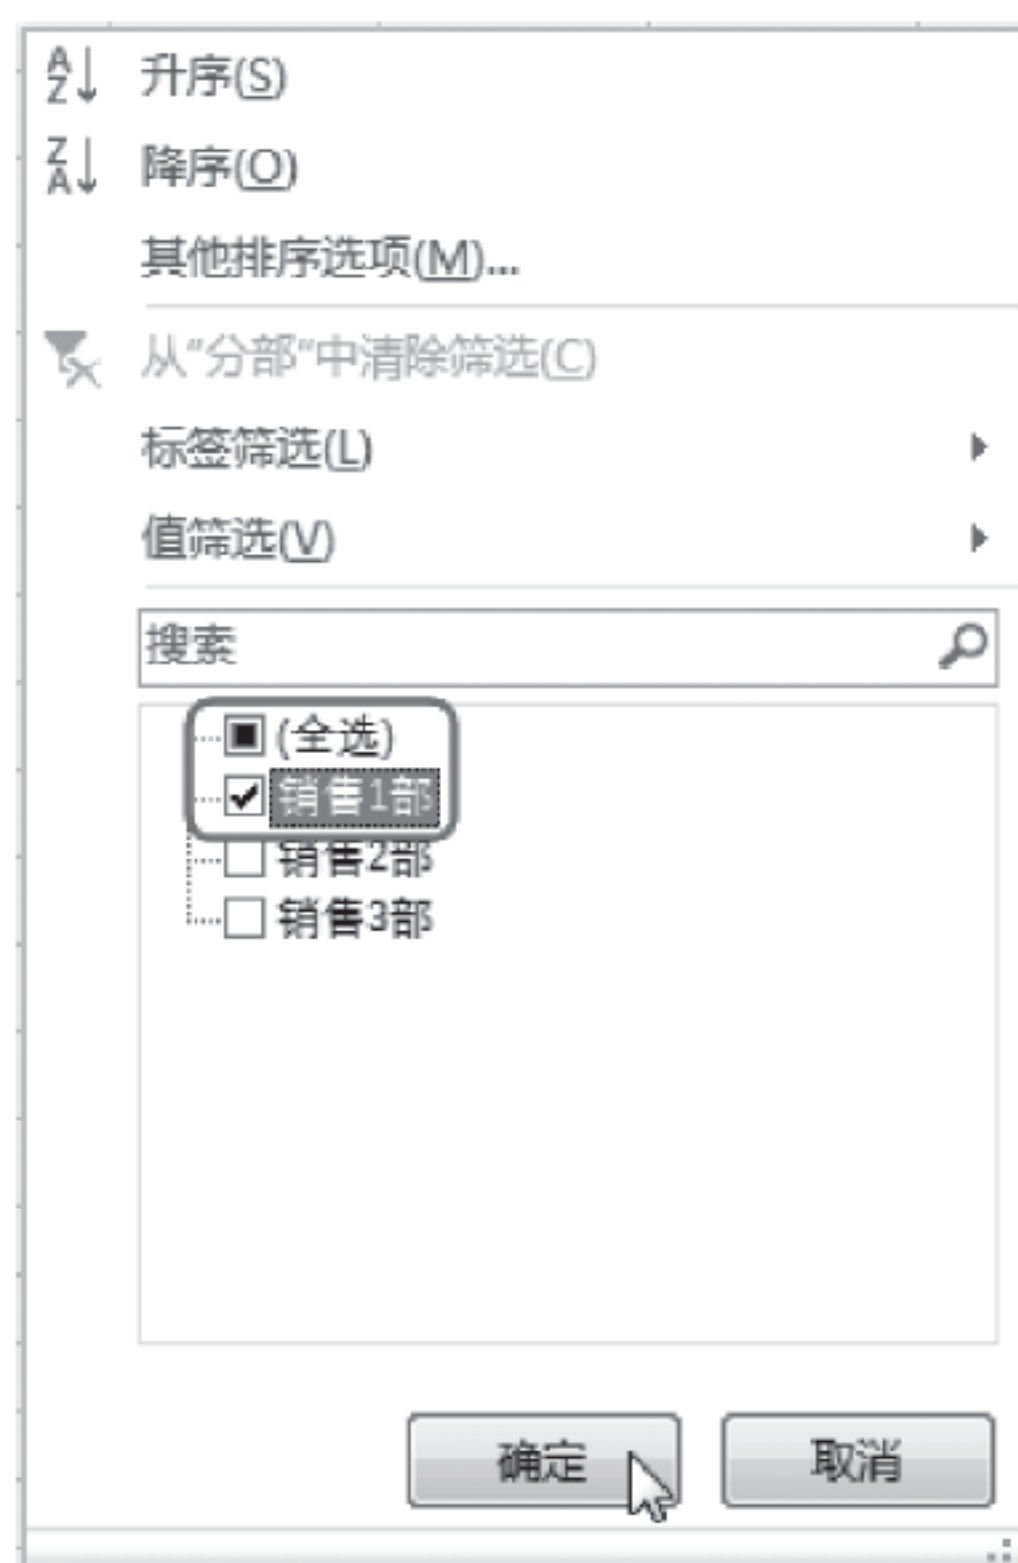 升序(S)
降序(O)
其他排序选项(M)...
从"分部"中清除筛选(C)
标签筛选(L)
值筛选(V)
搜索
(全选)
销售1部
销售2部
销售3部
确定
取消